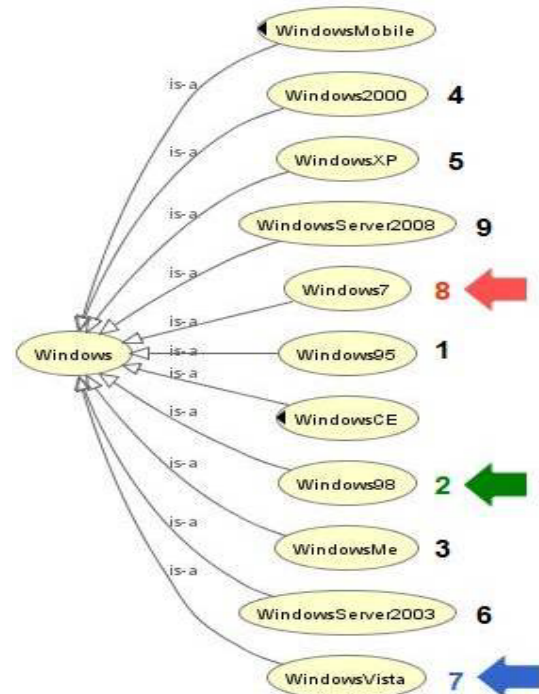 WindowsMobile
is-a
Windows2000 4
is-a
WindowsXP 5
is-a
WindowsServer2008 9
is-a
Windows7 8
is-a
Windows
is-a
Windows95 1
is-a
WindowsCE
is-a
Windows98 2
is-a
WindowsMe 3
is-a
WindowsServer2003 6
is-a
WindowsVista 7